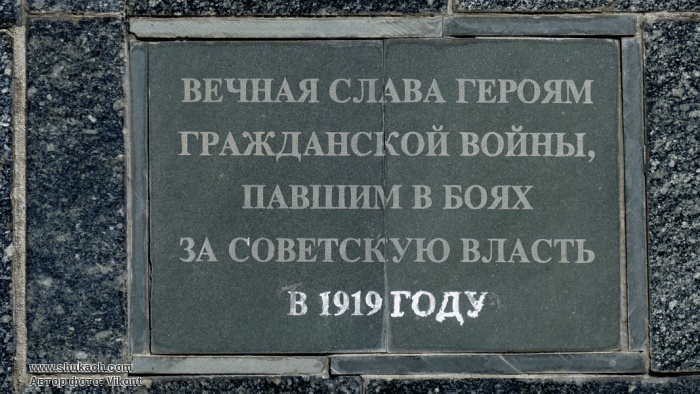 ВЕЧНАЯ СЛАВА ГЕРОЯМ
ГРАЖДАНСКОЙ ВОЙНЫ,
ПАВШИМ В БОЯХ
ЗА СОВЕТСКУЮ ВЛАСТЬ
В 1919 ГОДУ
www.shukach.com
Автор фото: Vikont